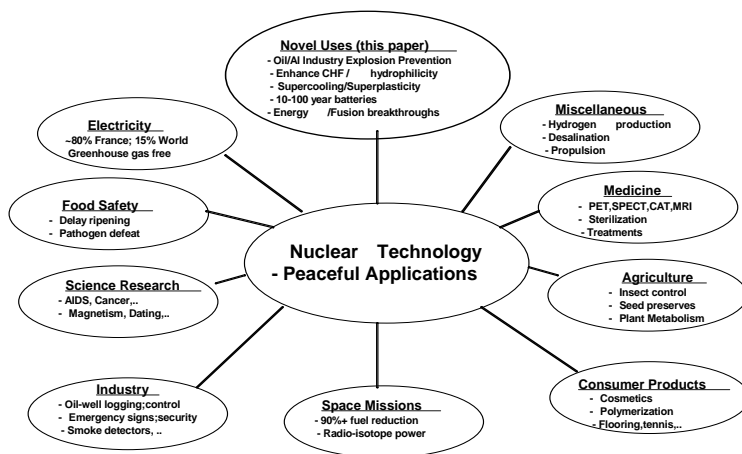 Novel Uses (this paper)
- Oil/Al Industry Explosion Prevention
- Enhance CHF / hydrophilicity
- Supercooling/Superplasticity
- 10-100 year batteries
- Energy /Fusion breakthroughs
Miscellaneous
- Hydrogen production
- Desalination
- Propulsion
Electricity
~80% France; 15% World
Greenhouse gas free
Medicine
- PET,SPECT,CAT,MRI
- Sterilization
- Treatments
Food Safety
- Delay ripening
- Pathogen defeat
Nuclear Technology
- Peaceful Applications
Science Research
- AIDS, Cancer,..
- Magnetism, Dating,..
Agriculture
- Insect control
- Seed preserves
- Plant Metabolism
Industry
- Oil-well logging;control
- Emergency signs;security
- Smoke detectors, ..
Space Missions
- 90%+ fuel reduction
- Radio-isotope power
Consumer Products
- Cosmetics
- Polymerization
- Flooring,tennis,..